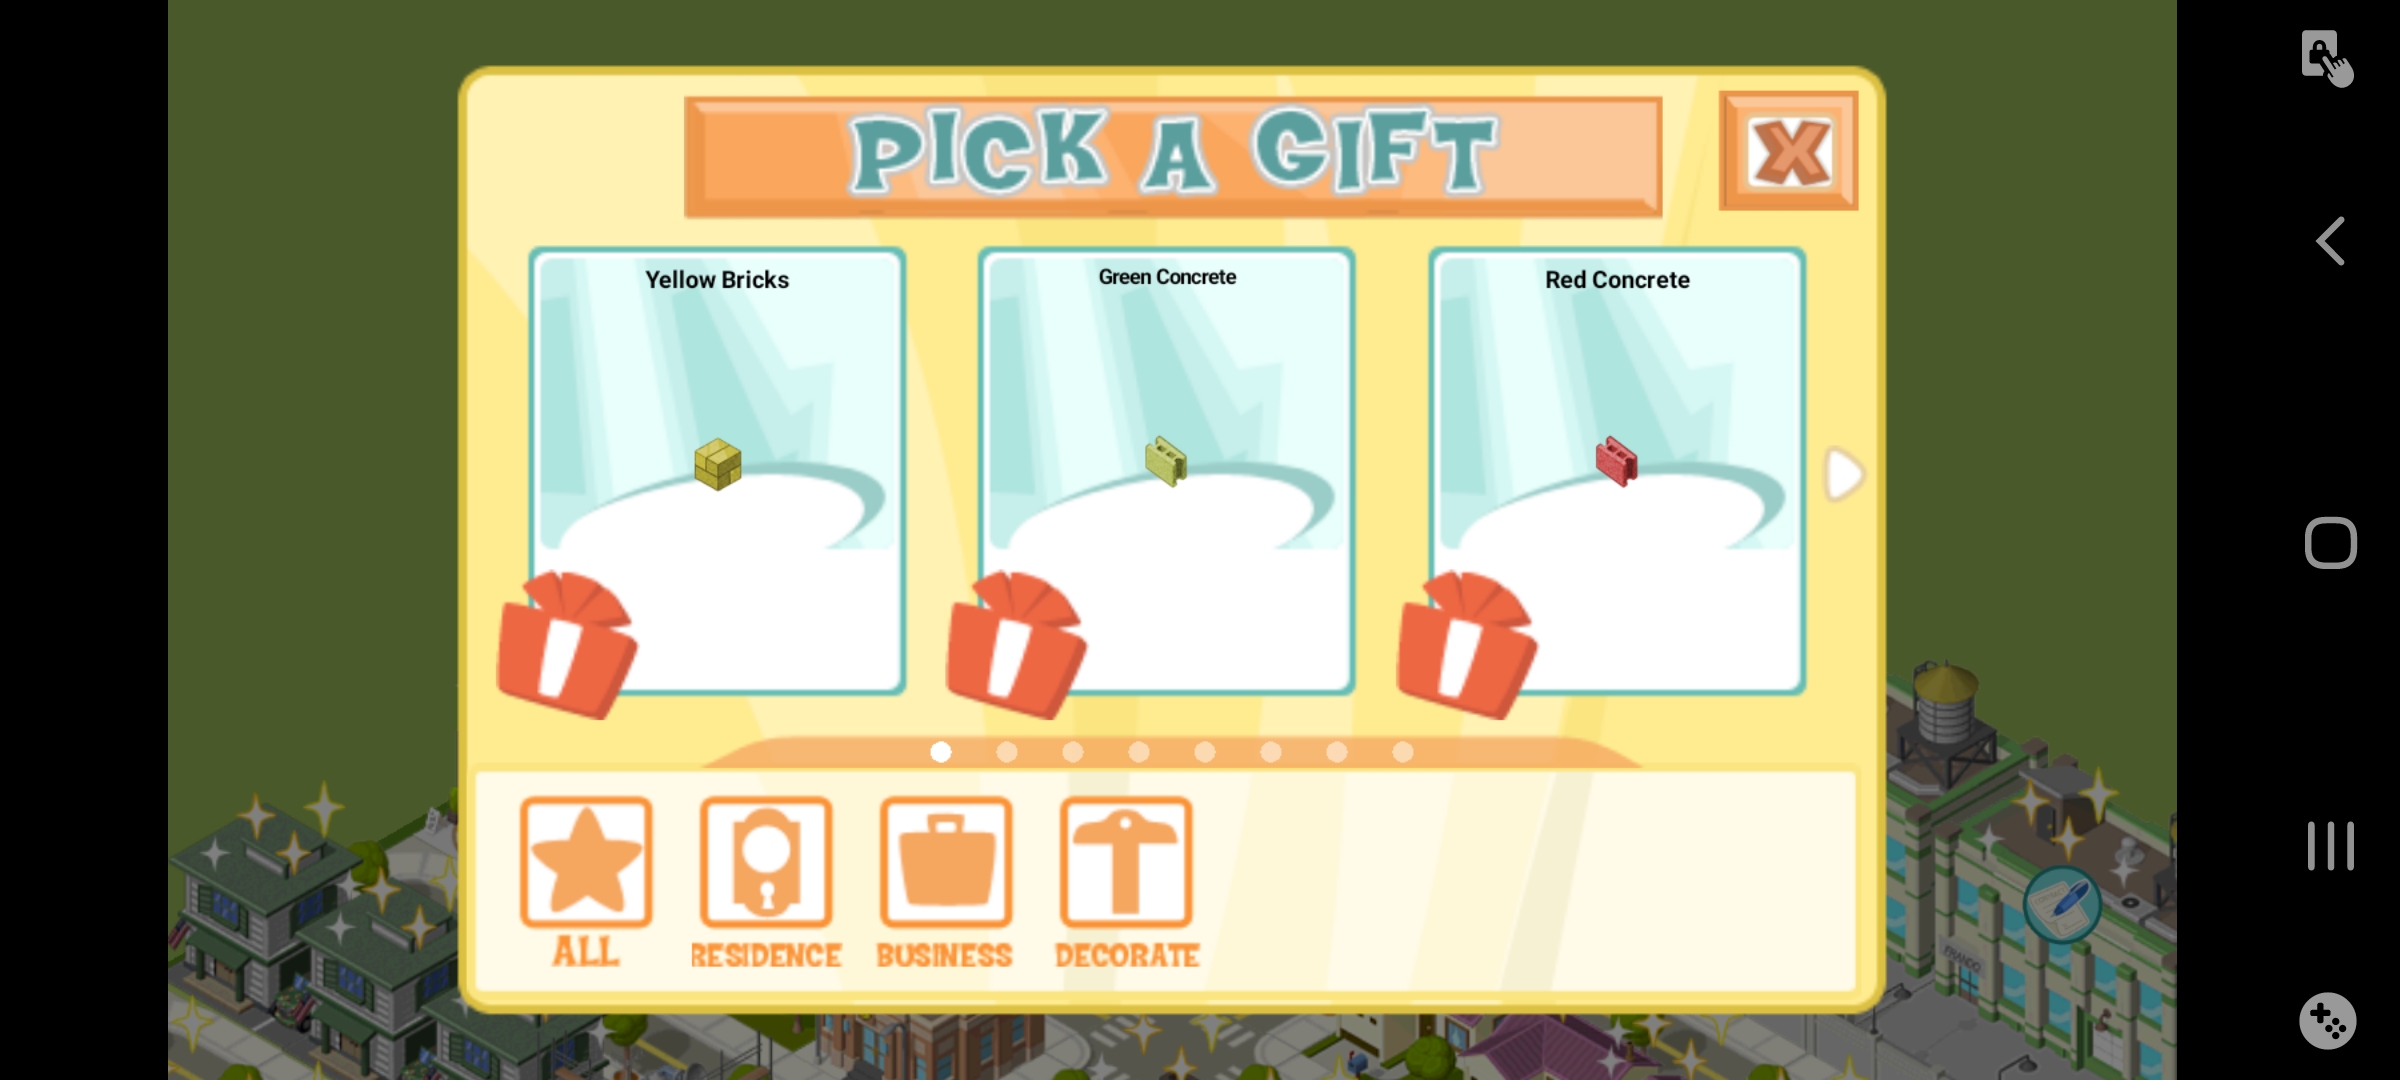 PICK A GIFT
X
Yellow Bricks
Green Concrete
Red Concrete
ALL
RESIDENCE
BUSINESS
DECORATE